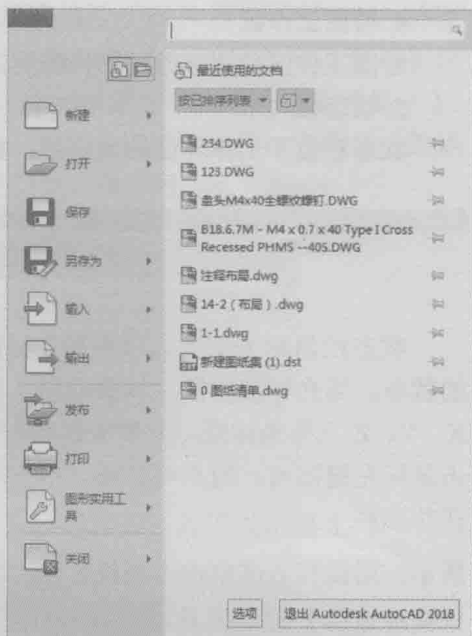 最近使用的文档
按已排序列表
新建
打开
保存
另存为
输入
输出
发布
打印
图形实用工
具
关闭
234.DWG
123.DWG
盘头M4x40全螺纹螺钉.DWG
B18.6.7M - M4 x 0.7 x 40 Type I Cross
Recessed PHMS --40S.DWG
注释布局.dwg
14-2（布局）.dwg
1-1.dwg
新建图纸集 (1).dst
0 图纸清单.dwg
选项
退出 Autodesk AutoCAD 2018